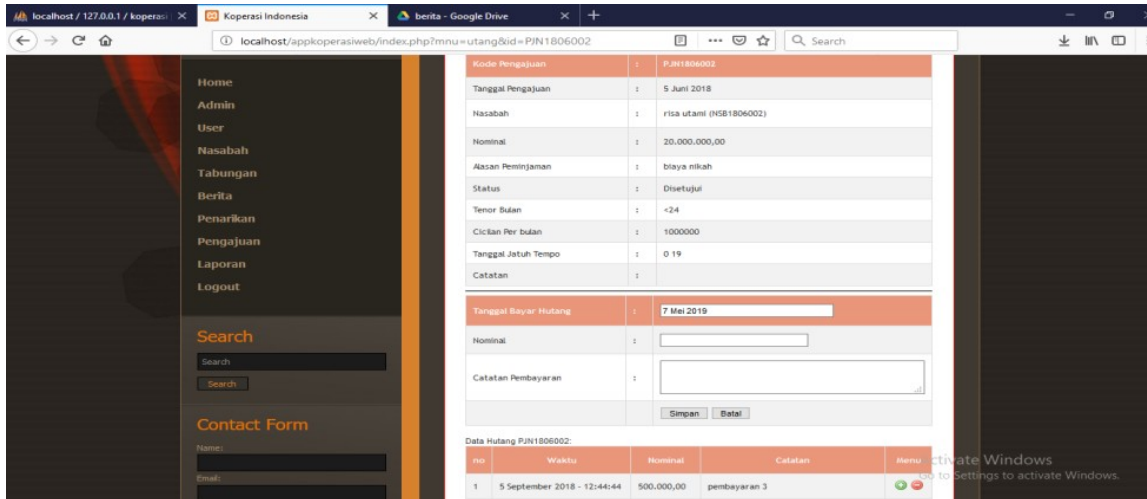 localhost / 127.0.0.1 / koperasi
Koperasi Indonesia
berita - Google Drive
localhost/appkoperasiweb/index.php?mnu=utang&id=PJN1806002
Search
Home
Admin
User
Nasabah
Tabungan
Berita
Penarikan
Pengajuan
Laporan
Logout
Search
Search
Search
Contact Form
Name:
Email:
Kode Pengajuan : PJN1806002
Tanggal Pengajuan : 5 Juni 2018
Nasabah : risa utami (NSB1806002)
Nominal : 20.000.000,00
Alasan Peminjaman : biaya nikah
Status : Disetujui
Tenor Bulan : <24
Cicilan Per bulan : 1000000
Tanggal Jatuh Tempo : 0 19
Catatan :
Tanggal Bayar Hutang : 7 Mei 2019
Nominal :
Catatan Pembayaran :
Simpan Batal
Data Hutang PJN1806002:
no Waktu Nominal Catatan Menu
1 5 September 2018 - 12:44:44 500.000,00 pembayaran 3
Activate Windows
Go to Settings to activate Windows.